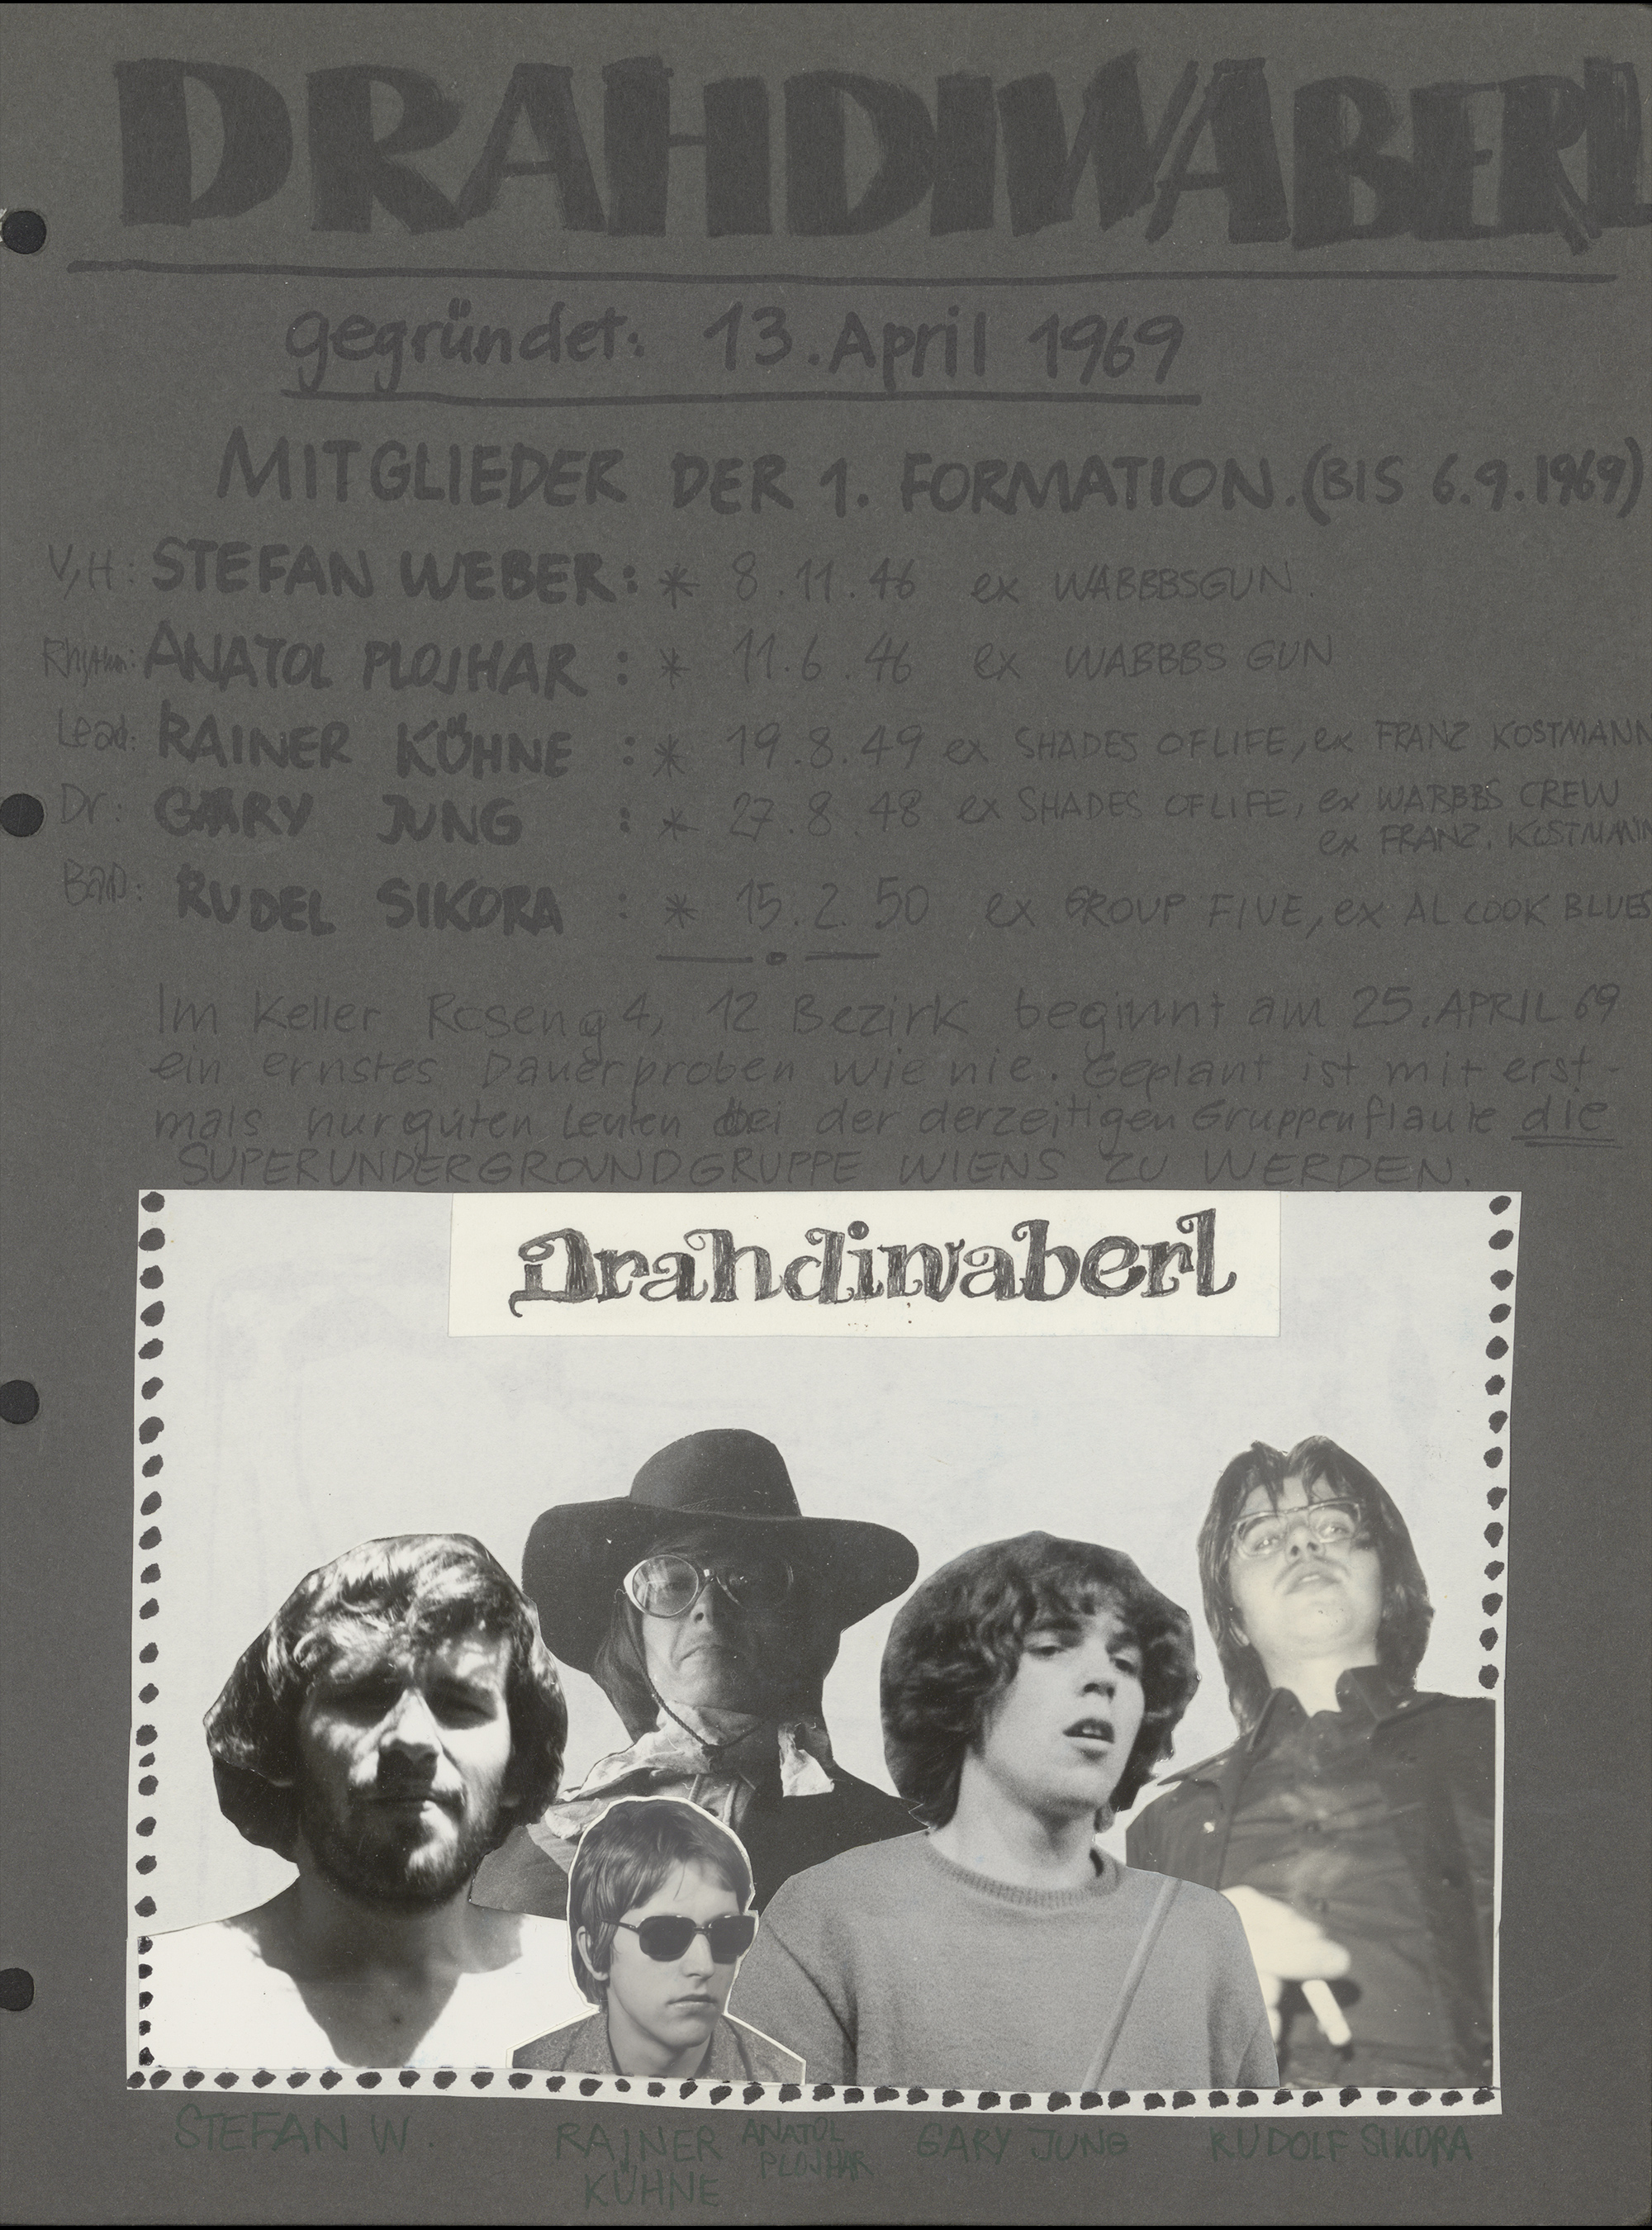 DRAHDIWABERL
gegründet: 13. April 1969
MITGLIEDER DER 1. FORMATION. (BIS 6.9.1969)
V,H: STEFAN WEBER: * 8.11.46 ex WABBBSGUN.
Rhythm: ANATOL PLOJHAR : * 11.6.46 ex WABBBS GUN
Lead: RAINER KÜHNE : * 19.8.49 ex SHADES OF LIFE, ex FRANZ KOSTMANN
Dr: GARY JUNG : * 27.8.48 ex SHADES OF LIFE, ex WABBBS CREW
ex FRANZ. KOSTMANN
Baß: RUDEL SIKORA : * 15.2.50 ex GROUP FIVE, ex AL COOK BLUES
Im Keller Roseng 4, 12 Bezirk beginnt am 25. APRIL 69
ein ernstes Dauerproben wie nie. Geplant ist mit erst-
mals nur guten Leuten bei der derzeitigen Gruppenflaute die
SUPERUNDERGROUNDGRUPPE WIENS ZU WERDEN.
Drahdiwaberl
STEFAN W. RAINER KÜHNE ANATOL PLOJHAR GARY JUNG RUDOLF SIKORA